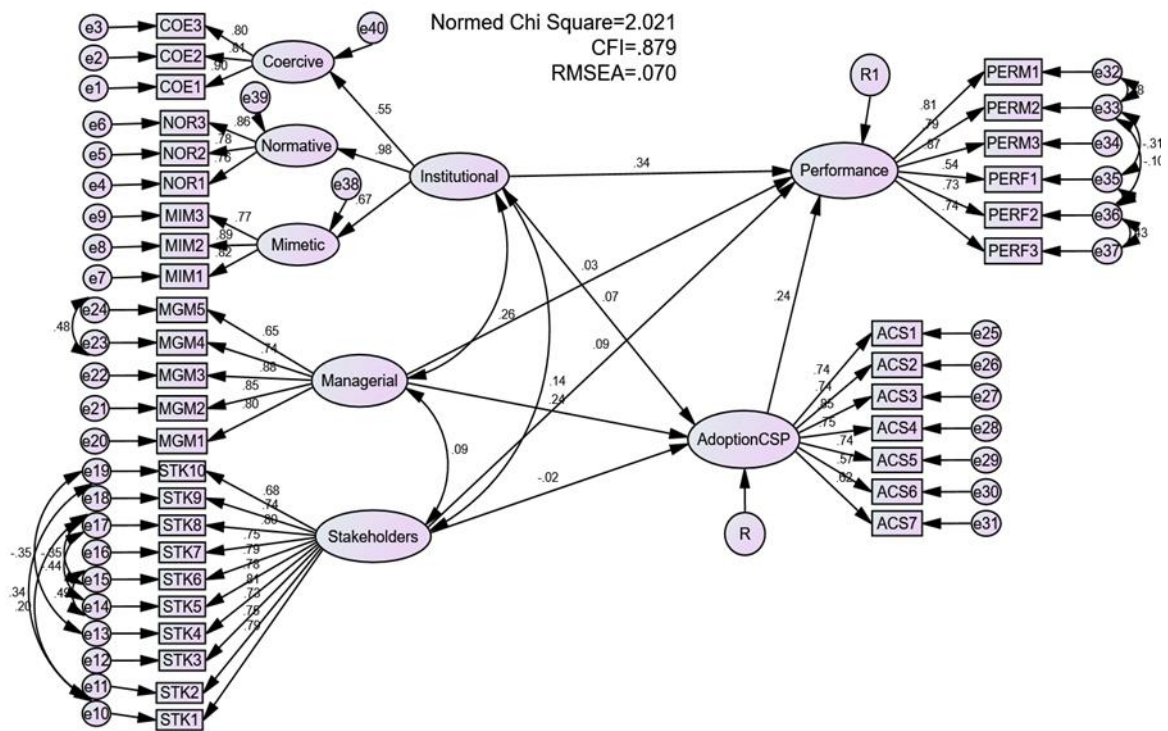 Normed Chi Square=2.021
CFI=.879
RMSEA=.070
e3 COE3 .80
e2 COE2 .81
e1 COE1 .90
Coercive
e40
e39
e6 NOR3 .86
e5 NOR2 .78
e4 NOR1 .76
Normative
e38
e9 MIM3 .77
e8 MIM2 .89
e7 MIM1 .82
Mimetic
.55
.98
.67
Institutional
.34
e24 MGM5 .65
.48
e23 MGM4 .74
e22 MGM3 .88
e21 MGM2 .85
e20 MGM1 .80
Managerial
.26
.03
.07
.09
.14
.24
.09
-.02
e19 STK10 .68
e18 STK9 .74
e17 STK8 .80
e16 STK7 .75
e15 STK6 .79
e14 STK5 .78
e13 STK4 .81
e12 STK3 .73
e11 STK2
e10 STK1 .79
-.35
-.35
.44
.49
.34
.20
Stakeholders
R1
Performance
.24
.81 PERM1 e32
.79 PERM2 e33
.87 PERM3 e34
.54 PERF1 e35
.73 PERF2 e36
.74 PERF3 e37
-.31
-.10
AdoptionCSP
R
.74 ACS1 e25
.74 ACS2 e26
.85 ACS3 e27
.75 ACS4 e28
.74 ACS5 e29
.57 ACS6 e30
.62 ACS7 e31